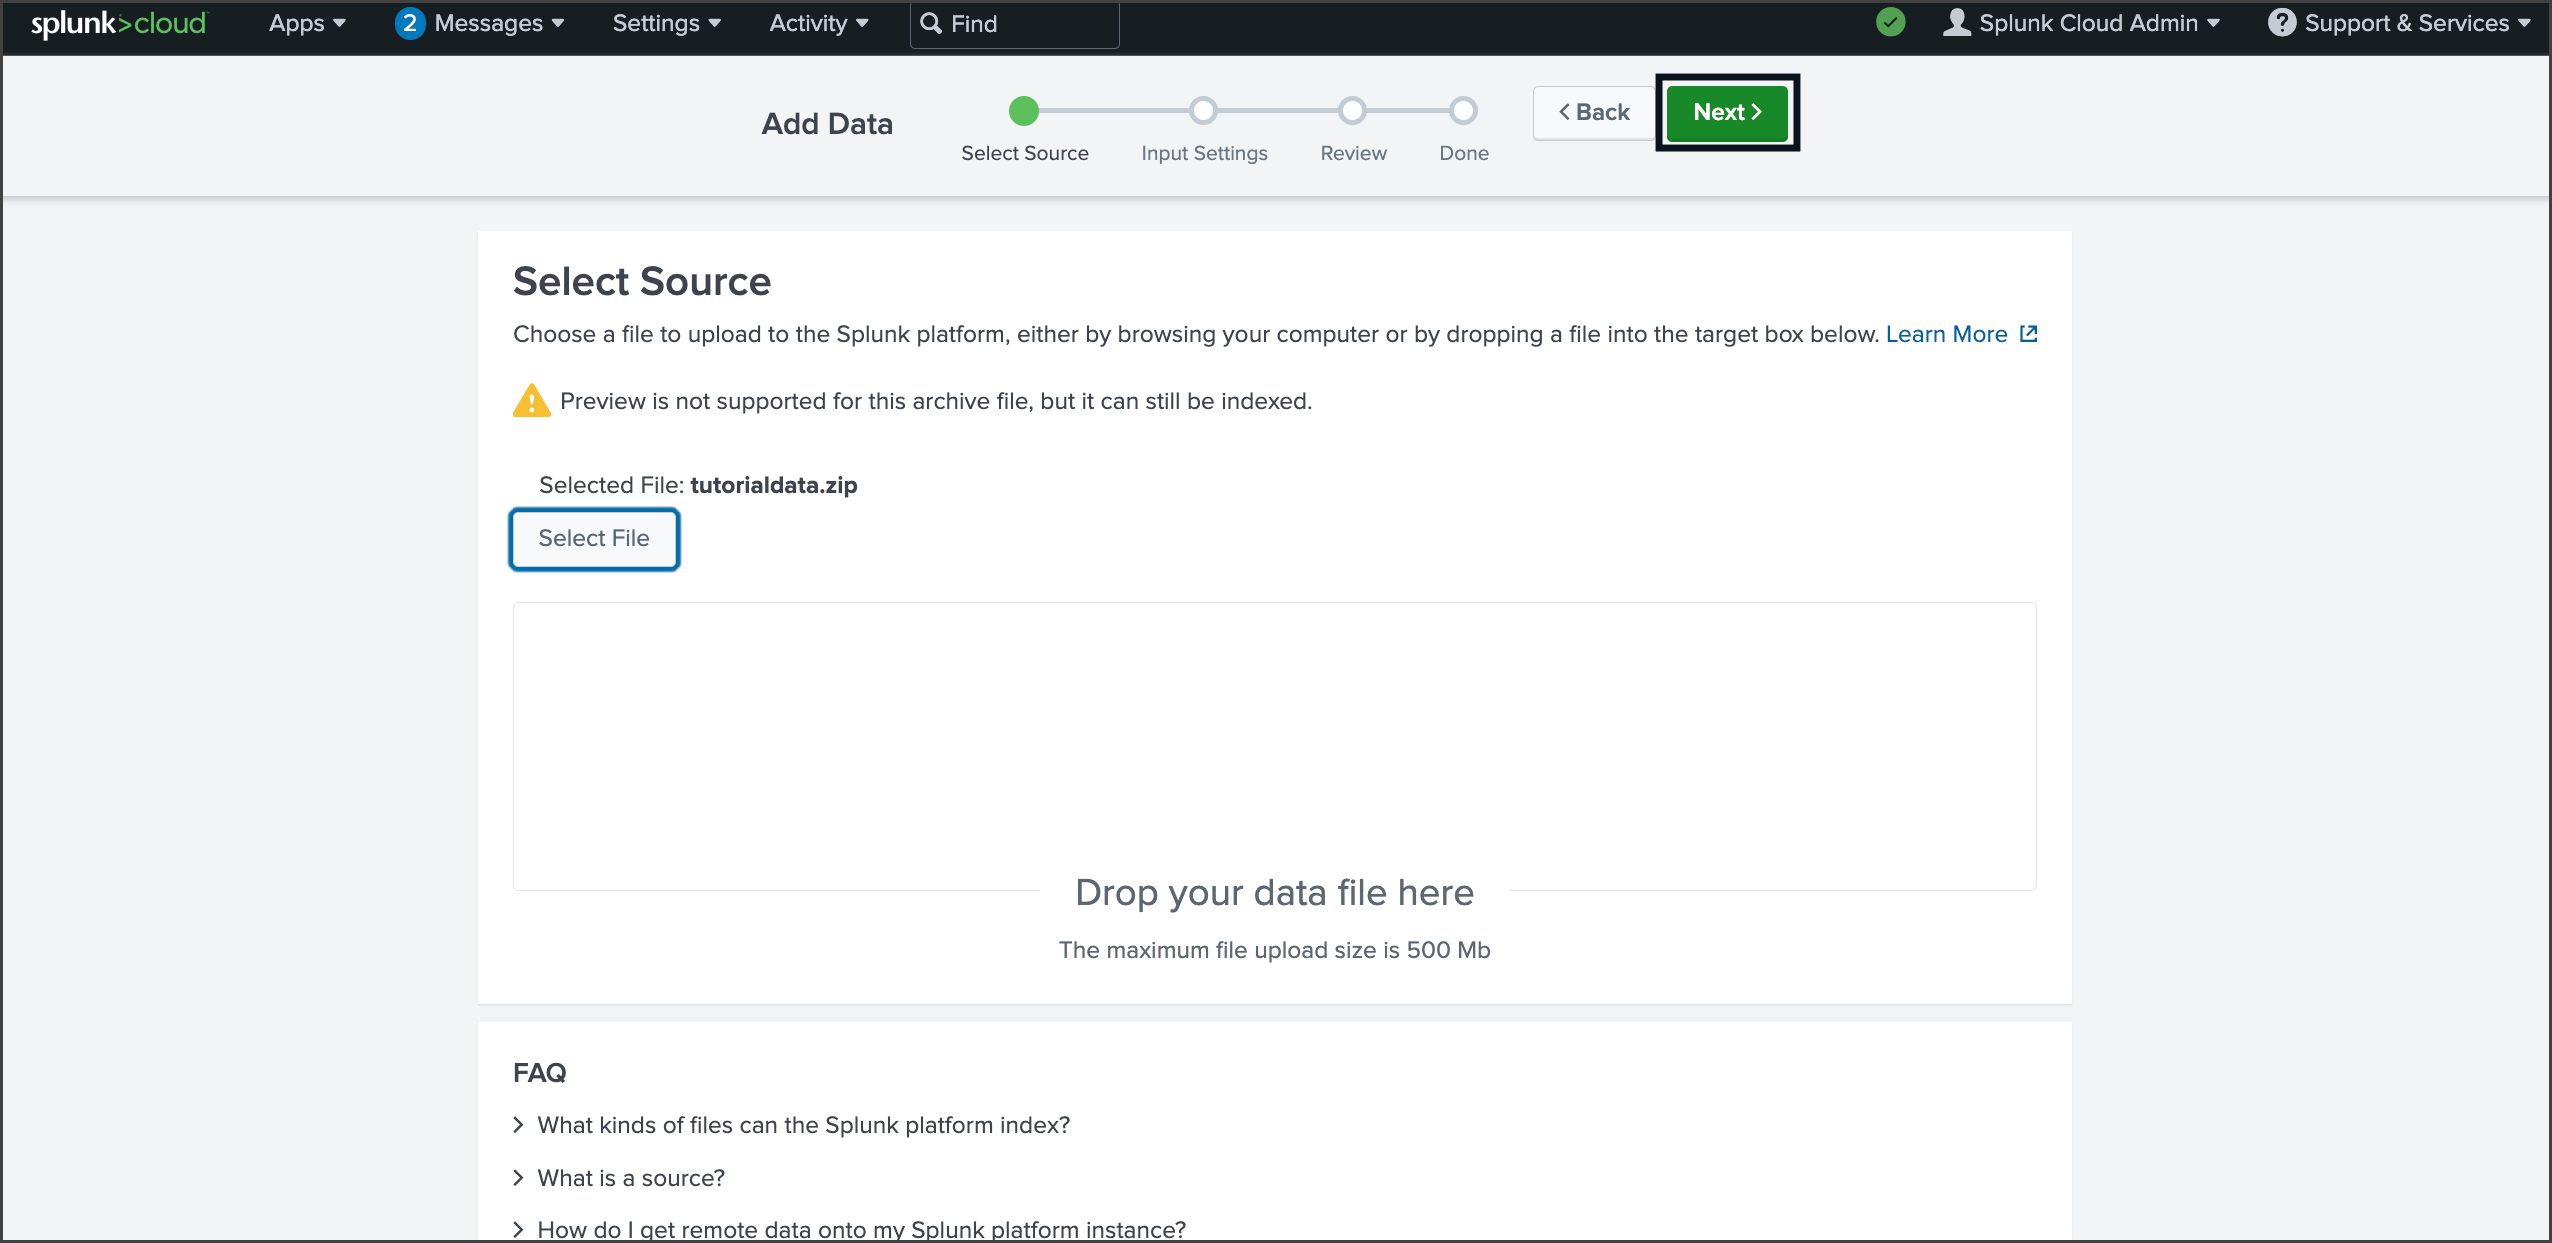 splunk>cloud Apps 2 Messages Settings Activity Find Splunk Cloud Admin ? Support & Services
Add Data
Select Source Input Settings Review Done
Back Next
Select Source
Choose a file to upload to the Splunk platform, either by browsing your computer or by dropping a file into the target box below. Learn More
Preview is not supported for this archive file, but it can still be indexed.
Selected File: tutorialdata.zip
Select File
Drop your data file here
The maximum file upload size is 500 Mb
FAQ
What kinds of files can the Splunk platform index?
What is a source?
How do I get remote data onto my Splunk platform instance?